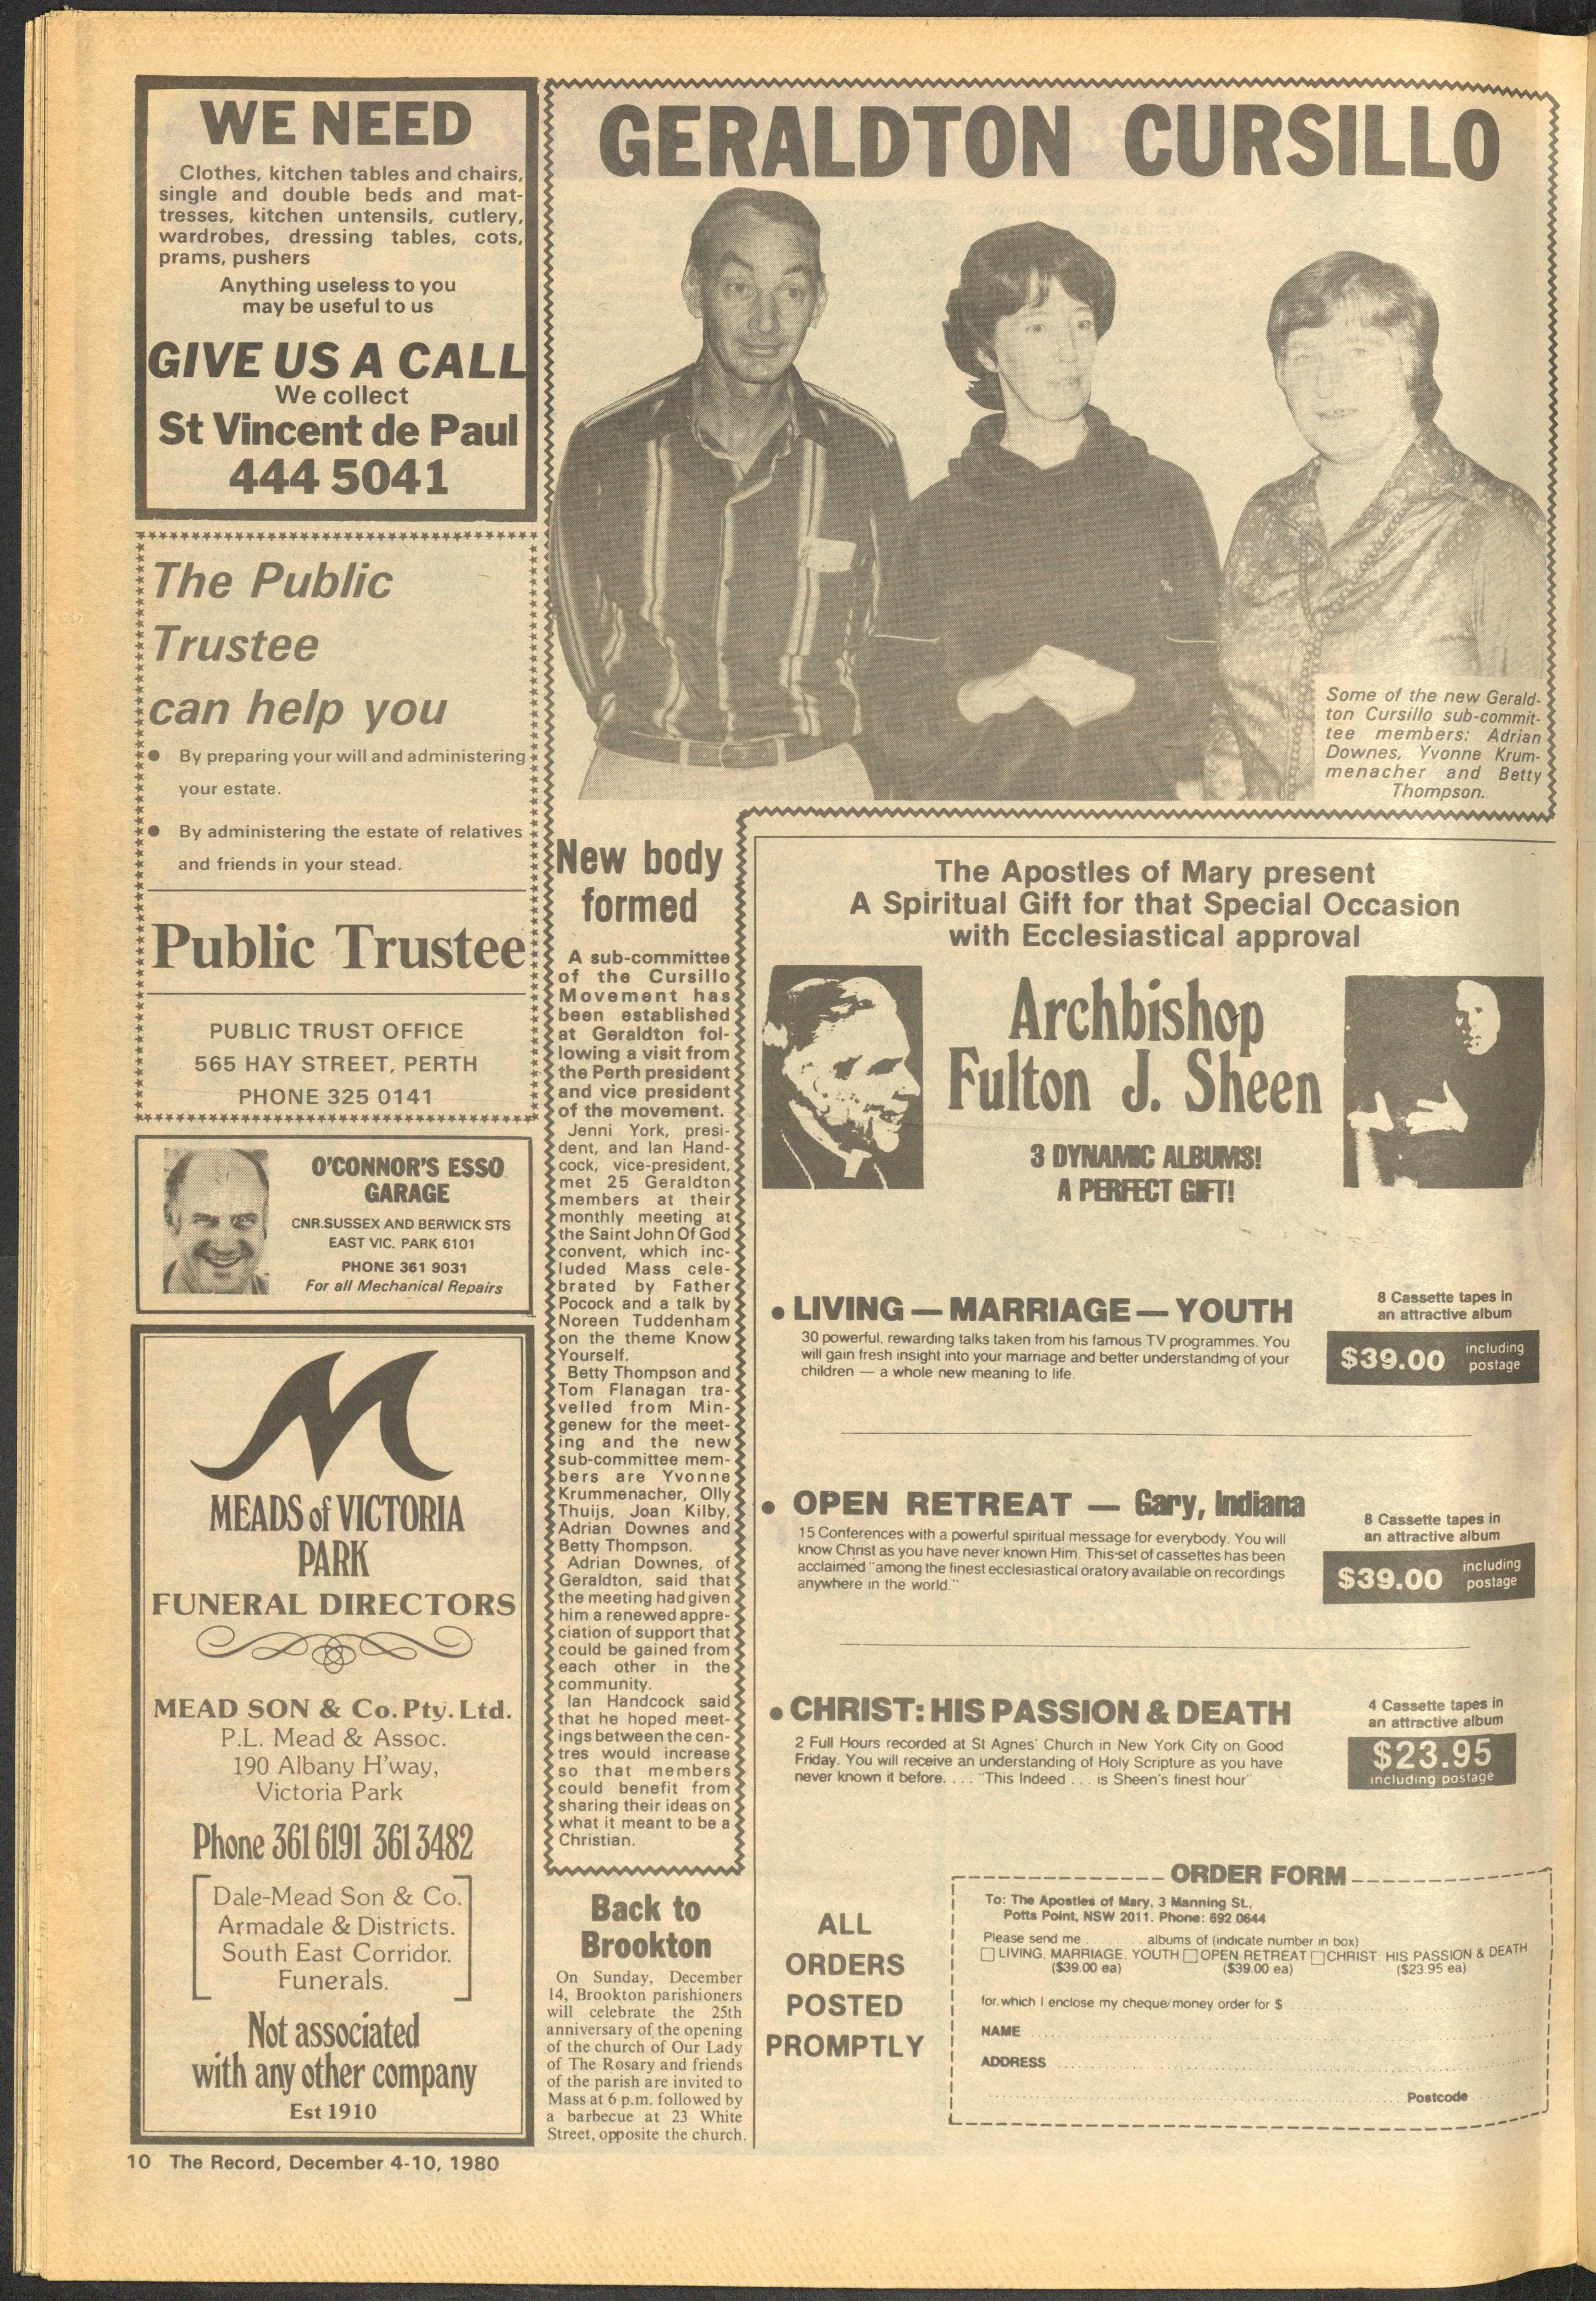 WE NEED
Clothes, kitchen tables and chairs,
single and double beds and mat-
tresses, kitchen untensils, cutlery,
wardrobes, dressing tables, cots,
prams, pushers
Anything useless to you
may be useful to us
GIVE US A CALL
We collect
St Vincent de Paul
444 5041
The Public
Trustee
can help you
● By preparing your will and administering
your estate.
● By administering the estate of relatives
and friends in your stead.
Public Trustee
PUBLIC TRUST OFFICE
565 HAY STREET, PERTH
PHONE 325 0141
O'CONNOR'S ESSO
GARAGE
CNR.SUSSEX AND BERWICK STS
EAST VIC. PARK 6101
PHONE 361 9031
For all Mechanical Repairs
M
MEADS of VICTORIA
PARK
FUNERAL DIRECTORS
MEAD SON & Co. Pty. Ltd.
P.L. Mead & Assoc.
190 Albany H'way,
Victoria Park
Phone 361 6191 361 3482
Dale-Mead Son & Co.
Armadale & Districts.
South East Corridor.
Funerals.
Not associated
with any other company
Est 1910
GERALDTON CURSILLO
Some of the new Gerald-
ton Cursillo sub-commit-
tee members: Adrian
Downes, Yvonne Krum-
menacher and Betty
Thompson.
New body
formed
A sub-committee
of the Cursillo
Movement has
been established
at Geraldton fol-
lowing a visit from
the Perth president
and vice president
of the movement.
Jenni York, presi-
dent, and Ian Hand-
cock, vice-president,
met 25 Geraldton
members at their
monthly meeting at
the Saint John Of God
convent, which inc-
luded Mass cele-
brated by Father
Pocock and a talk by
Noreen Tuddenham
on the theme Know
Yourself.
Betty Thompson and
Tom Flanagan tra-
velled from Min-
genew for the meet-
ing and the new
sub-committee mem-
bers are Yvonne
Krummenacher, Olly
Thuijs, Joan Kilby,
Adrian Downes and
Betty Thompson.
Adrian Downes, of
Geraldton, said that
the meeting had given
him a renewed appre-
ciation of support that
could be gained from
each other in the
community.
Ian Handcock said
that he hoped meet-
ings between the cen-
tres would increase
so that members
could benefit from
sharing their ideas on
what it meant to be a
Christian.
Back to
Brookton
On Sunday, December
14, Brookton parishioners
will celebrate the 25th
anniversary of the opening
of the church of Our Lady
of The Rosary and friends
of the parish are invited to
Mass at 6 p.m. followed by
a barbecue at 23 White
Street, opposite the church.
The Apostles of Mary present
A Spiritual Gift for that Special Occasion
with Ecclesiastical approval
Archbishop
Fulton J. Sheen
3 DYNAMIC ALBUMS!
A PERFECT GIFT!
● LIVING — MARRIAGE — YOUTH
30 powerful, rewarding talks taken from his famous TV programmes. You
will gain fresh insight into your marriage and better understanding of your
children — a whole new meaning to life.
8 Cassette tapes in
an attractive album
$39.00 including
postage
● OPEN RETREAT — Gary, Indiana
15 Conferences with a powerful spiritual message for everybody. You will
know Christ as you have never known Him. This set of cassettes has been
acclaimed "among the finest ecclesiastical oratory available on recordings
anywhere in the world."
8 Cassette tapes in
an attractive album
$39.00 including
postage
● CHRIST: HIS PASSION & DEATH
2 Full Hours recorded at St Agnes' Church in New York City on Good
Friday. You will receive an understanding of Holy Scripture as you have
never known it before. . . . "This Indeed . . . is Sheen's finest hour"
4 Cassette tapes in
an attractive album
$23.95
including postage
ALL
ORDERS
POSTED
PROMPTLY
ORDER FORM
To: The Apostles of Mary, 3 Manning St.,
Potts Point, NSW 2011. Phone: 692 0644
Please send me ........ albums of (indicate number in box)
☐ LIVING, MARRIAGE, YOUTH ☐ OPEN RETREAT ☐ CHRIST: HIS PASSION & DEATH
($39.00 ea) ($39.00 ea) ($23.95 ea)
for which I enclose my cheque/money order for $
NAME
ADDRESS
Postcode
10 The Record, December 4-10, 1980